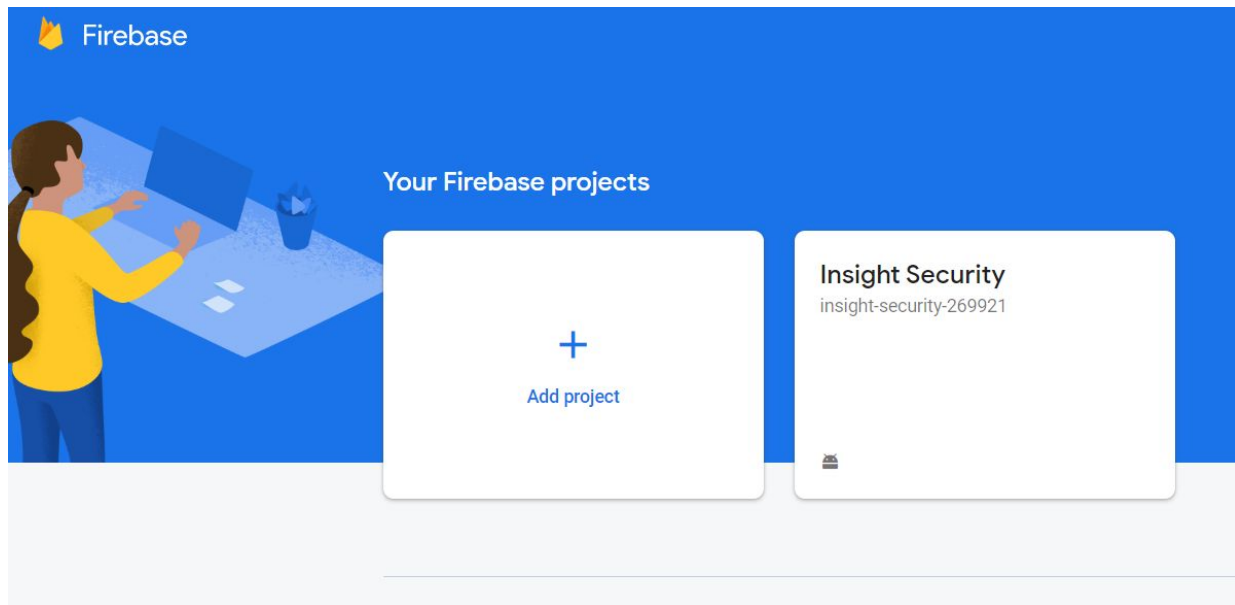 Firebase
Your Firebase projects
Add project
Insight Security
insight-security-269921